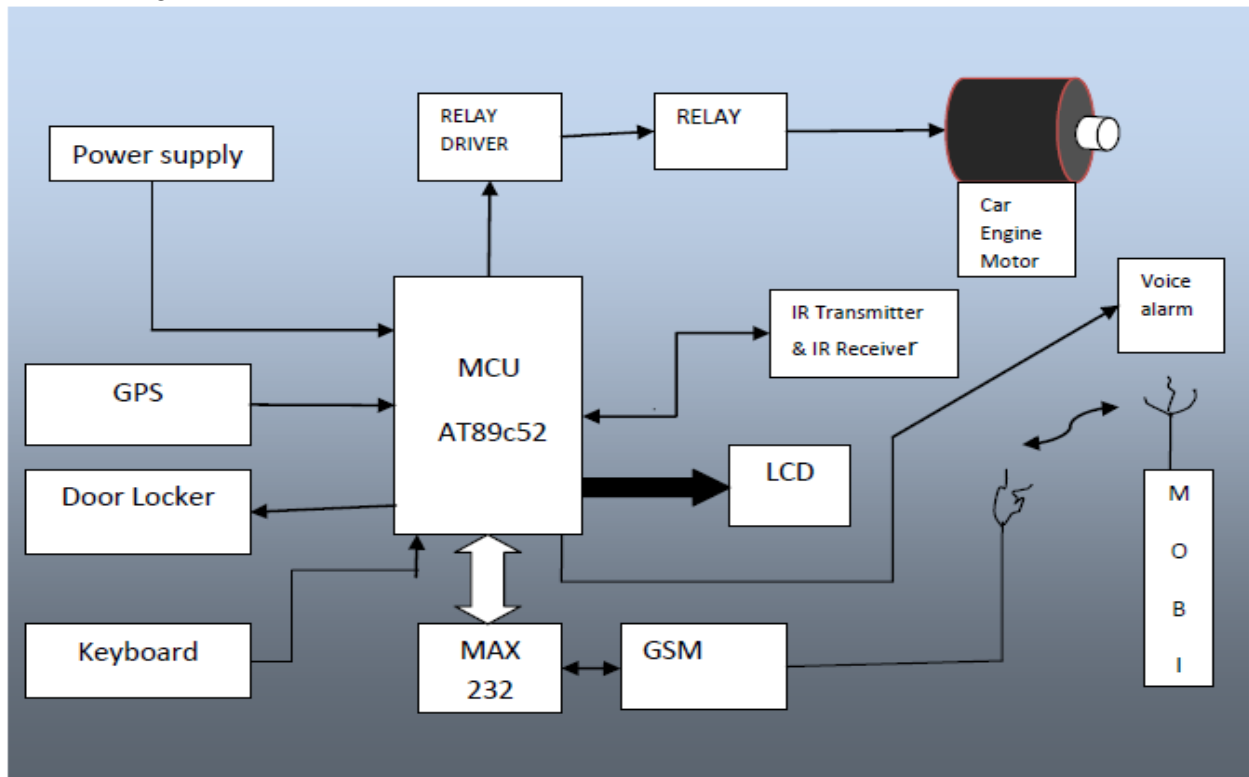 RELAY
DRIVER
RELAY
Power supply
Car
Engine
Motor
Voice
alarm
IR Transmitter
& IR Receiver
MCU
AT89c52
GPS
Door Locker
LCD
M
O
B
I
Keyboard
MAX
232
GSM